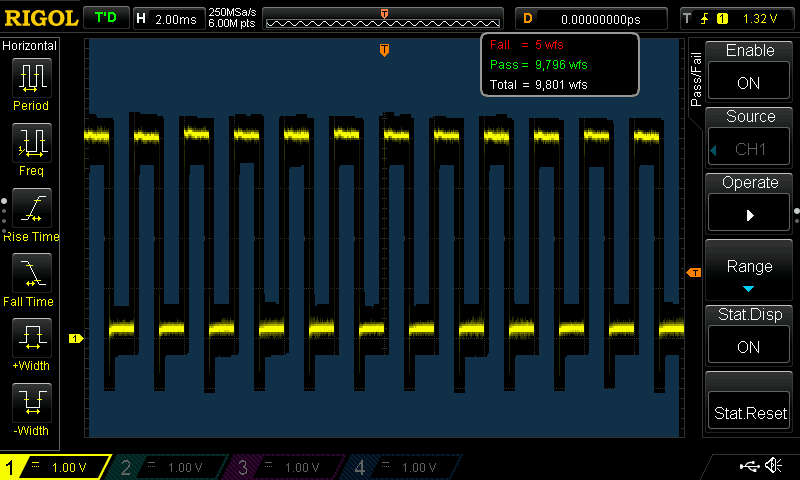 RIGOL T'D H 2.00ms 250MSa/s 6.00M pts T D 0.00000000ps T 1 1.32 V
Horizontal
Period
Freq
Rise Time
Fall Time
+Width
-Width
T
Fail = 5 wfs
Pass = 9,796 wfs
Total = 9,801 wfs
1
T
Pass/Fail
Enable
ON
Source
CH1
Operate
Range
Stat.Disp
ON
Stat.Reset
1 1.00 V 2 1.00 V 3 1.00 V 4 1.00 V